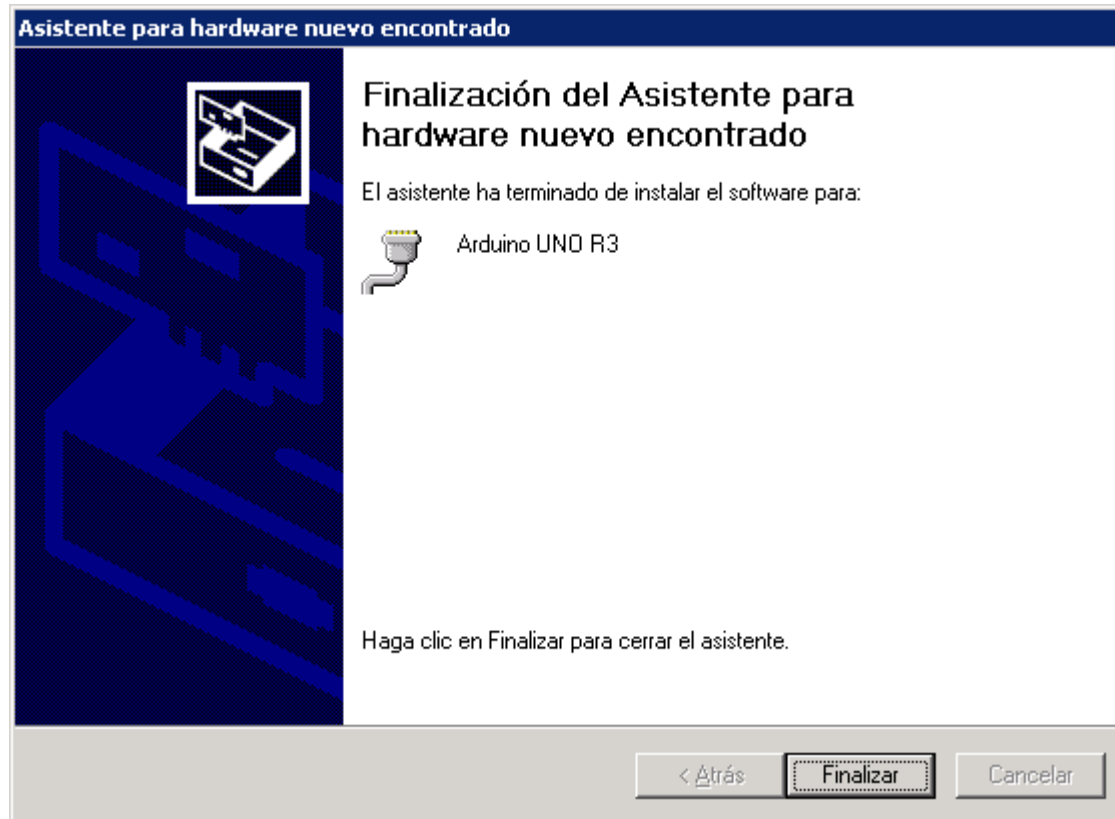 Asistente para hardware nuevo encontrado
Finalización del Asistente para
hardware nuevo encontrado
El asistente ha terminado de instalar el software para:
Arduino UNO R3
Haga clic en Finalizar para cerrar el asistente.
< Atrás
Finalizar
Cancelar